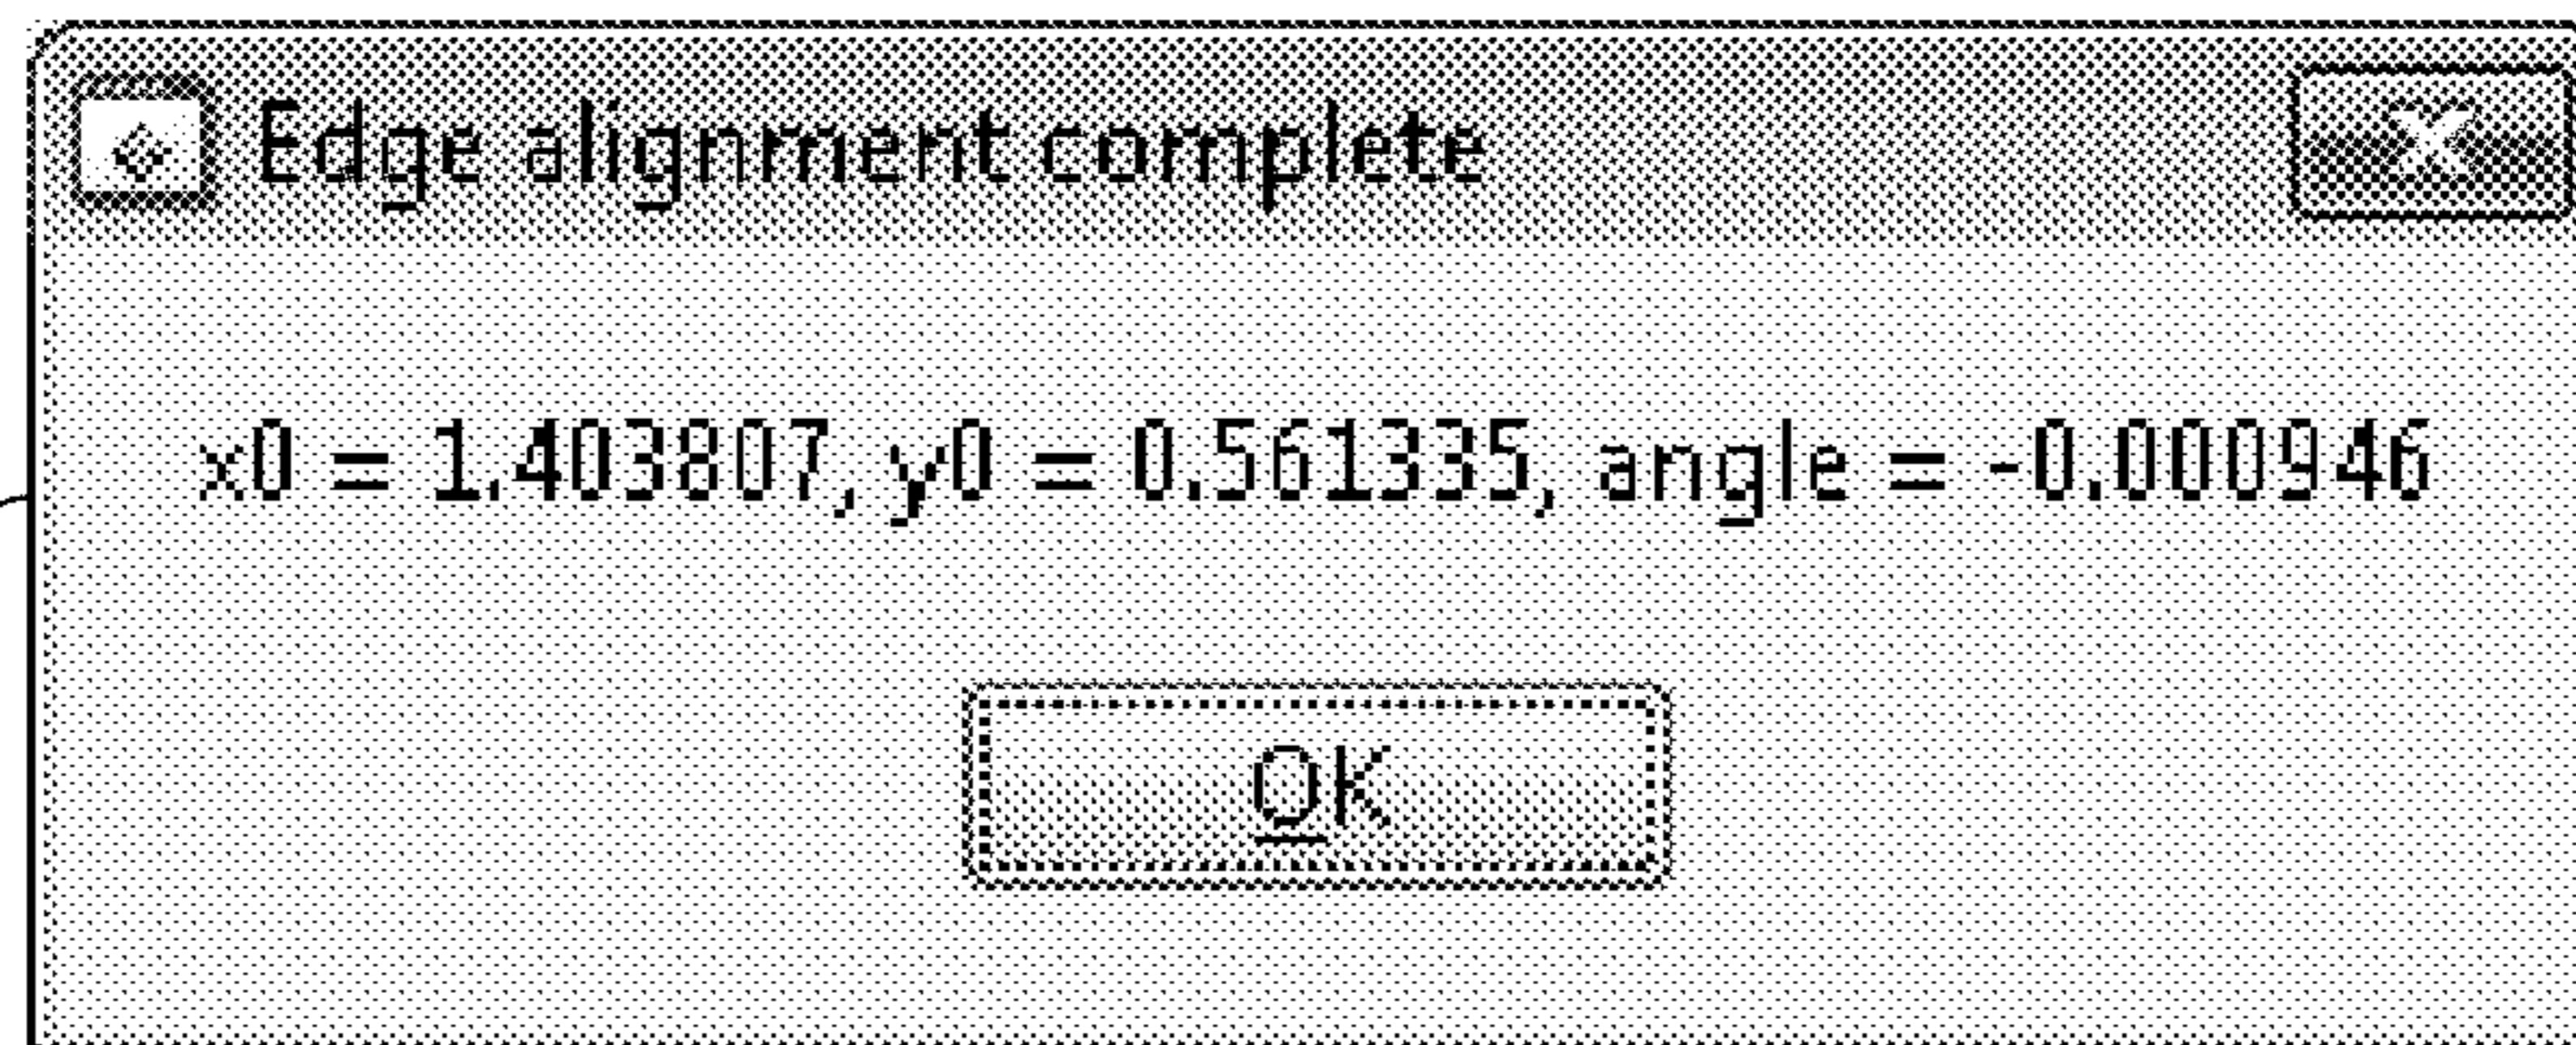 Edge alignment complete
x0 = 1.403807, y0 = 0.561335, angle = -0.000946
OK